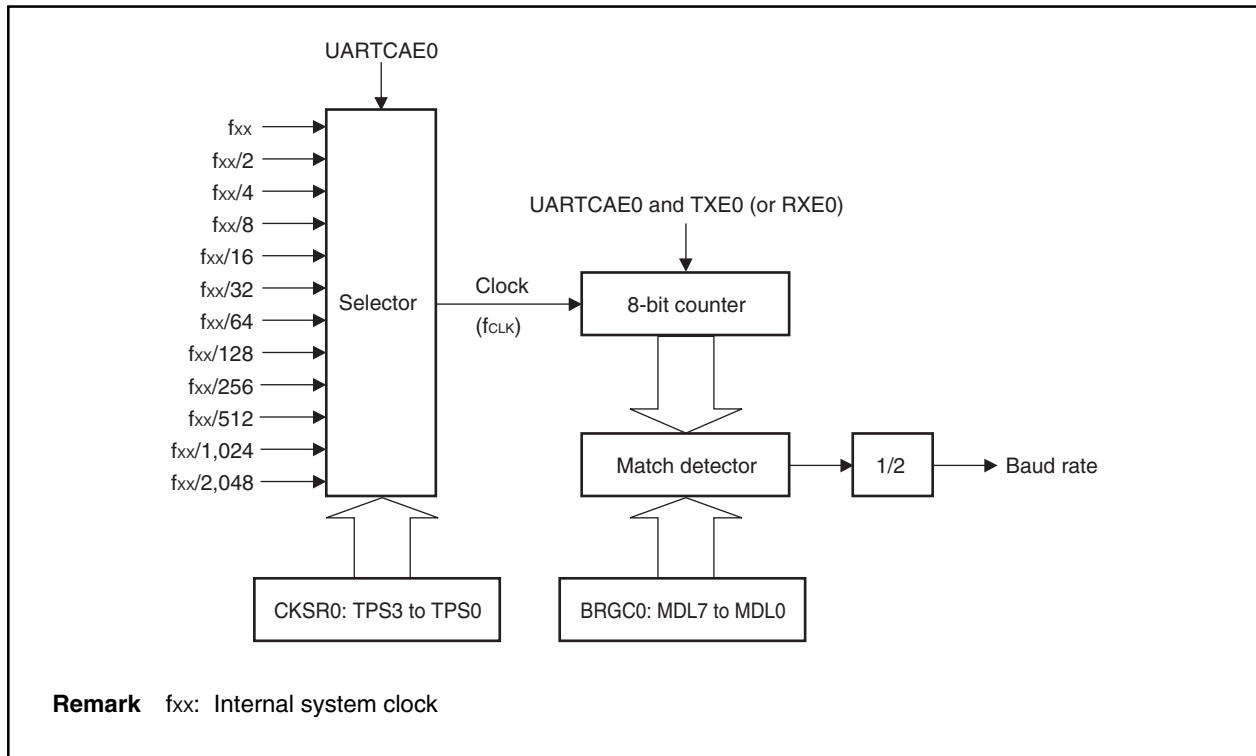 UARTCAE0
fxx
fxx/2
fxx/4
fxx/8
fxx/16
fxx/32
fxx/64
fxx/128
fxx/256
fxx/512
fxx/1,024
fxx/2,048
Selector
Clock
(fCLK)
UARTCAE0 and TXE0 (or RXE0)
8-bit counter
Match detector
1/2
Baud rate
CKSR0: TPS3 to TPS0
BRGC0: MDL7 to MDL0
Remark fxx: Internal system clock